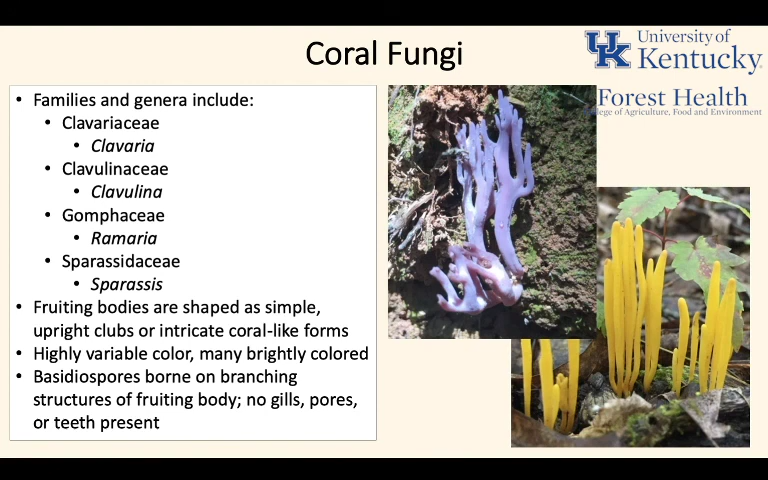 Coral Fungi
University of
Kentucky
Forest Health
College of Agriculture, Food and Environment
• Families and genera include:
• Clavariaceae
• Clavaria
• Clavulinaceae
• Clavulina
• Gomphaceae
• Ramaria
• Sparassidaceae
• Sparassis
• Fruiting bodies are shaped as simple,
upright clubs or intricate coral-like forms
• Highly variable color, many brightly colored
• Basidiospores borne on branching
structures of fruiting body; no gills, pores,
or teeth present